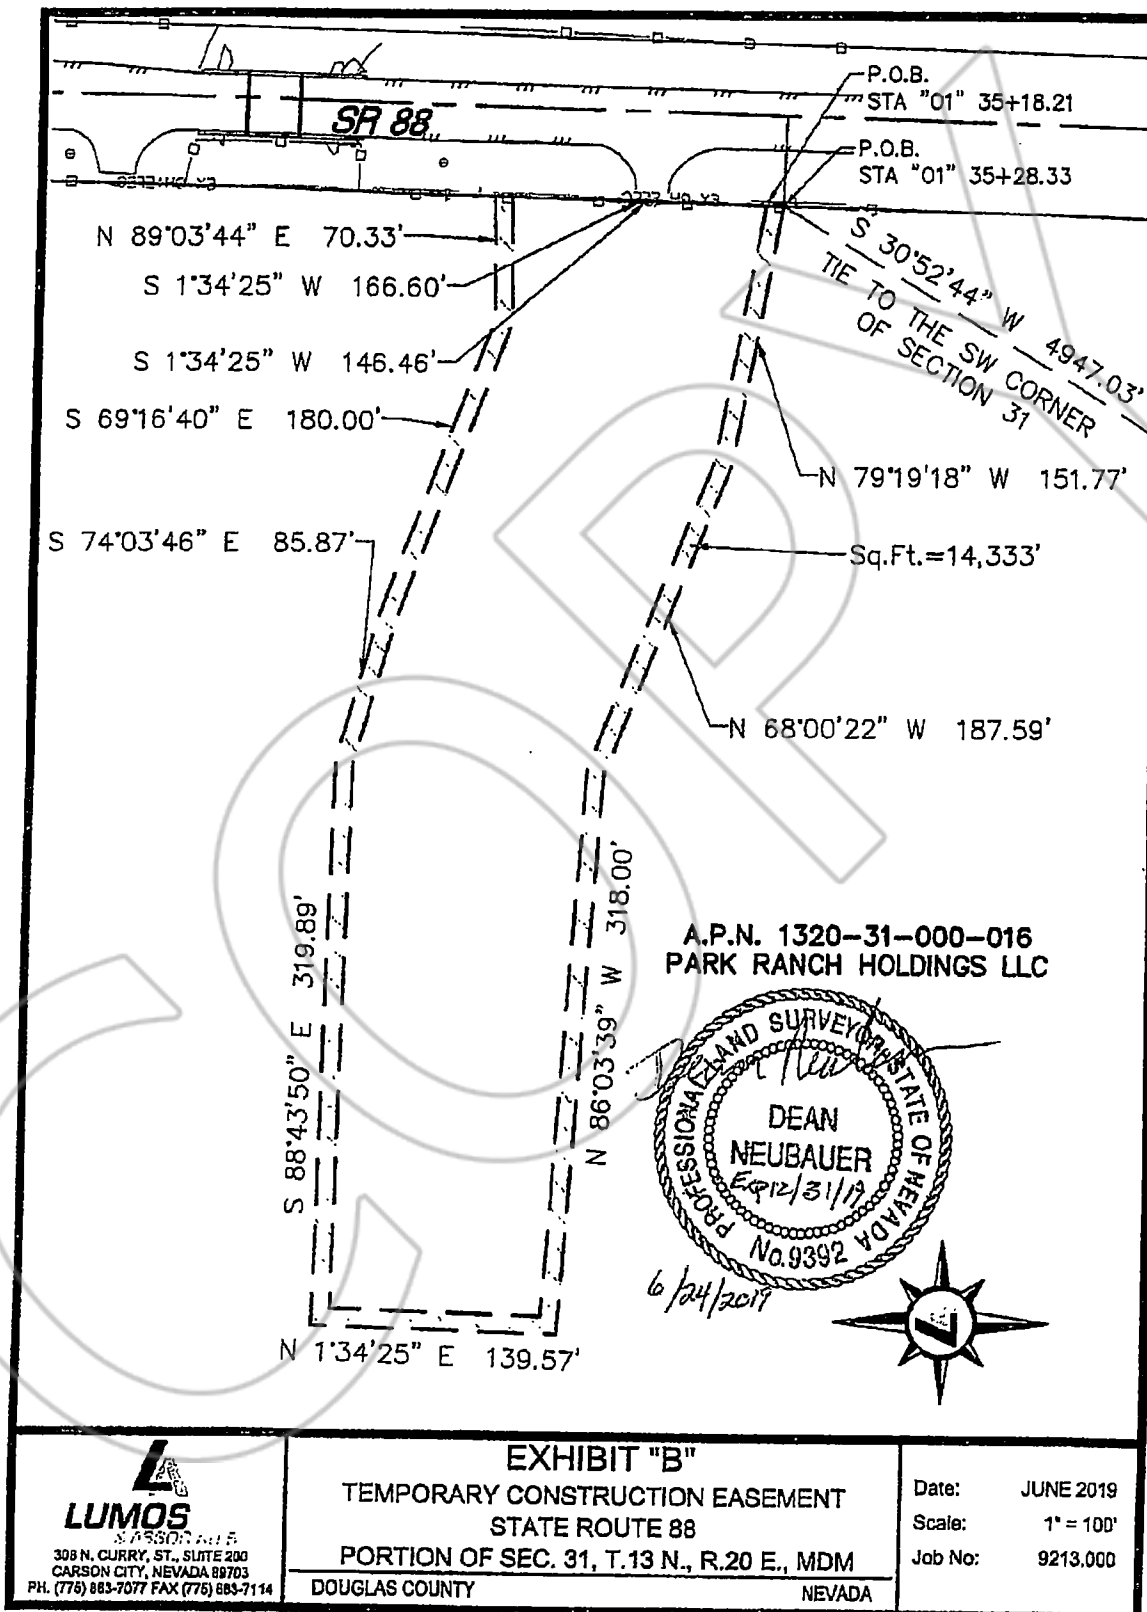 P.O.B.
STA "01" 35+18.21
SR 88
P.O.B.
STA "01" 35+28.33
N 89°03'44" E 70.33'
S 1°34'25" W 166.60'
S 1°34'25" W 146.46'
S 69°16'40" E 180.00'
S 74°03'46" E 85.87'
S 30°52'44" W 4947.03'
TIE TO THE SW CORNER
OF SECTION 31
N 79°19'18" W 151.77'
Sq.Ft.=14,333'
N 68°00'22" W 187.59'
S 88°43'50" E 319.89'
N 86°03'39" W 318.00'
N 1°34'25" E 139.57'
A.P.N. 1320-31-000-016
PARK RANCH HOLDINGS LLC
PROFESSIONAL LAND SURVEYOR STATE OF NEVADA
DEAN
NEUBAUER
Exp 12/31/19
No.9392
6/24/2019
COPY
LUMOS
& ASSOCIATES
308 N. CURRY, ST., SUITE 200
CARSON CITY, NEVADA 89703
PH. (775) 883-7077 FAX (775) 883-7114
EXHIBIT "B"
TEMPORARY CONSTRUCTION EASEMENT
STATE ROUTE 88
PORTION OF SEC. 31, T.13 N., R.20 E., MDM
DOUGLAS COUNTY NEVADA
Date: JUNE 2019
Scale: 1" = 100'
Job No: 9213.000